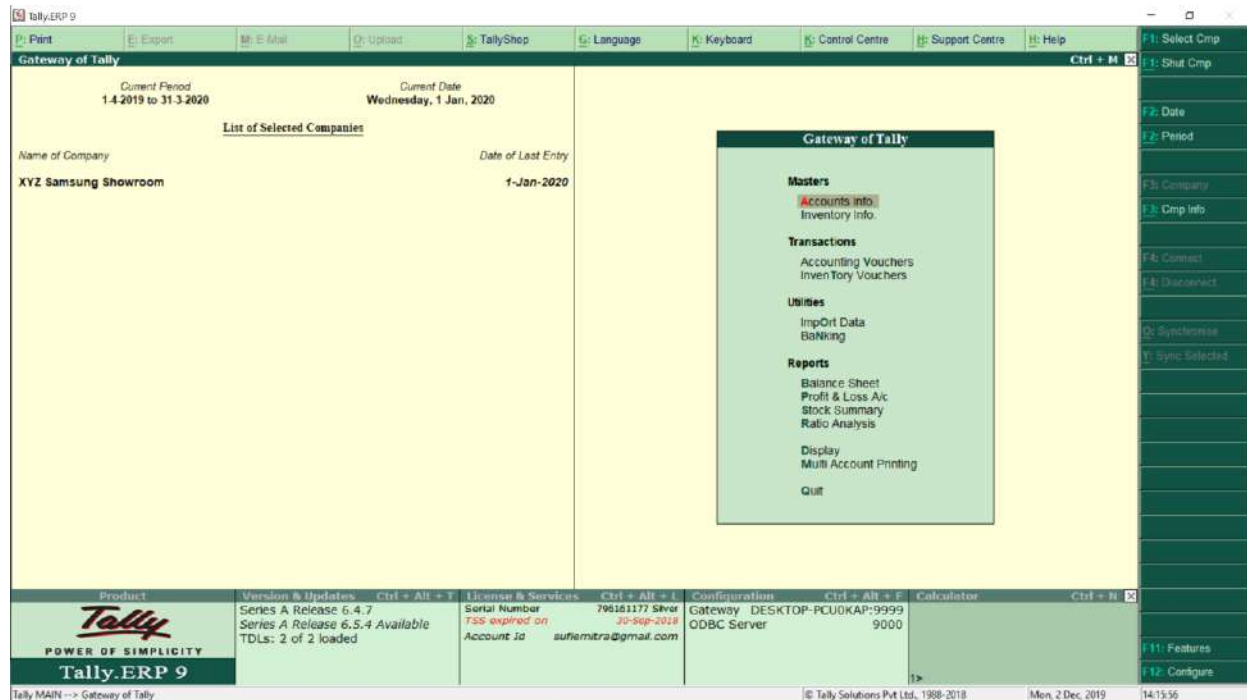 Tally.ERP 9
P: Print E: Export M: E-Mail O: Upload S: TallyShop G: Language K: Keyboard K: Control Centre H: Support Centre H: Help
Gateway of Tally Ctrl + M
Current Period Current Date
1-4-2019 to 31-3-2020 Wednesday, 1 Jan, 2020
List of Selected Companies
Name of Company Date of Last Entry
XYZ Samsung Showroom 1-Jan-2020
Gateway of Tally
Masters
Accounts Info.
Inventory Info.
Transactions
Accounting Vouchers
InvenTory Vouchers
Utilities
ImpOrt Data
BaNking
Reports
Balance Sheet
Profit & Loss A/c
Stock Summary
Ratio Analysis
Display
Multi Account Printing
Quit
F1: Select Cmp
F1: Shut Cmp
F2: Date
F2: Period
F3: Company
F3: Cmp Info
F4: Connect
F4: Disconnect
Q: Synchronise
Y: Sync Selected
F11: Features
F12: Configure
Product
Tally
POWER OF SIMPLICITY
Tally.ERP 9
Version & Updates Ctrl + Alt + T
Series A Release 6.4.7
Series A Release 6.5.4 Available
TDLs: 2 of 2 loaded
License & Services Ctrl + Alt + L
Serial Number 796161177 Silver
TSS expired on 30-Sep-2018
Account Id sufiemitra@gmail.com
Configuration Ctrl + Alt + F
Gateway DESKTOP-PCU0KAP:9999
ODBC Server 9000
Calculator Ctrl + N
1>
Tally MAIN --> Gateway of Tally © Tally Solutions Pvt Ltd., 1988-2018 Mon, 2 Dec, 2019 14:15:56